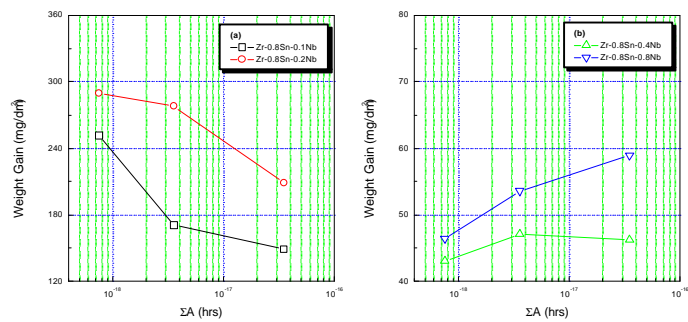 360
300
240
180
120
Weight Gain (mg/dm²)
(a)
Zr-0.8Sn-0.1Nb
Zr-0.8Sn-0.2Nb
10⁻¹⁸
10⁻¹⁷
10⁻¹⁶
ΣA (hrs)
80
70
60
50
40
Weight Gain (mg/dm²)
(b)
Zr-0.8Sn-0.4Nb
Zr-0.8Sn-0.8Nb
10⁻¹⁸
10⁻¹⁷
10⁻¹⁶
ΣA (hrs)